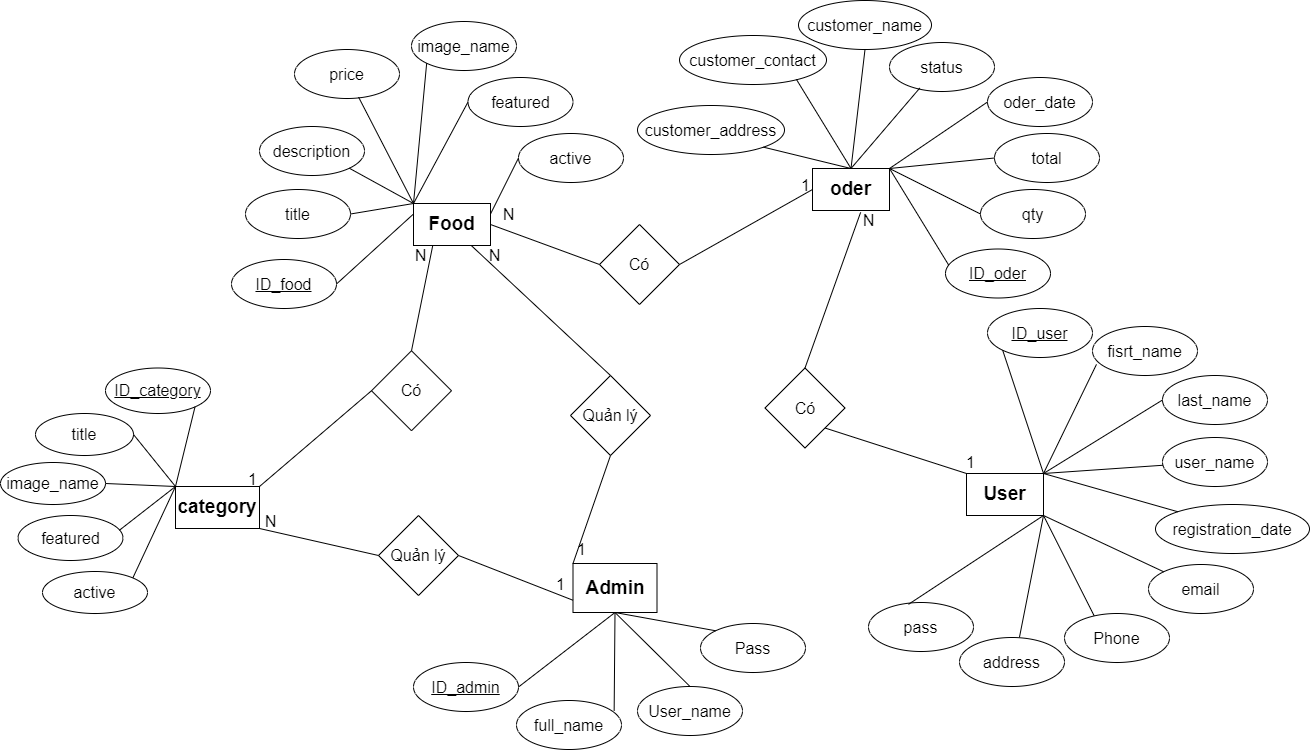 customer_name
image_name
customer_contact
status
price
featured
oder_date
customer_address
description
active
total
1
oder
title
N
Food
N
qty
N
N
Có
ID_food
ID_oder
ID_user
fisrt_name
ID_category
Có
last_name
Quản lý
Có
title
user_name
image_name
1
1
category
User
N
featured
registration_date
1
Quản lý
1
Admin
active
email
pass
Phone
Pass
address
ID_admin
User_name
full_name